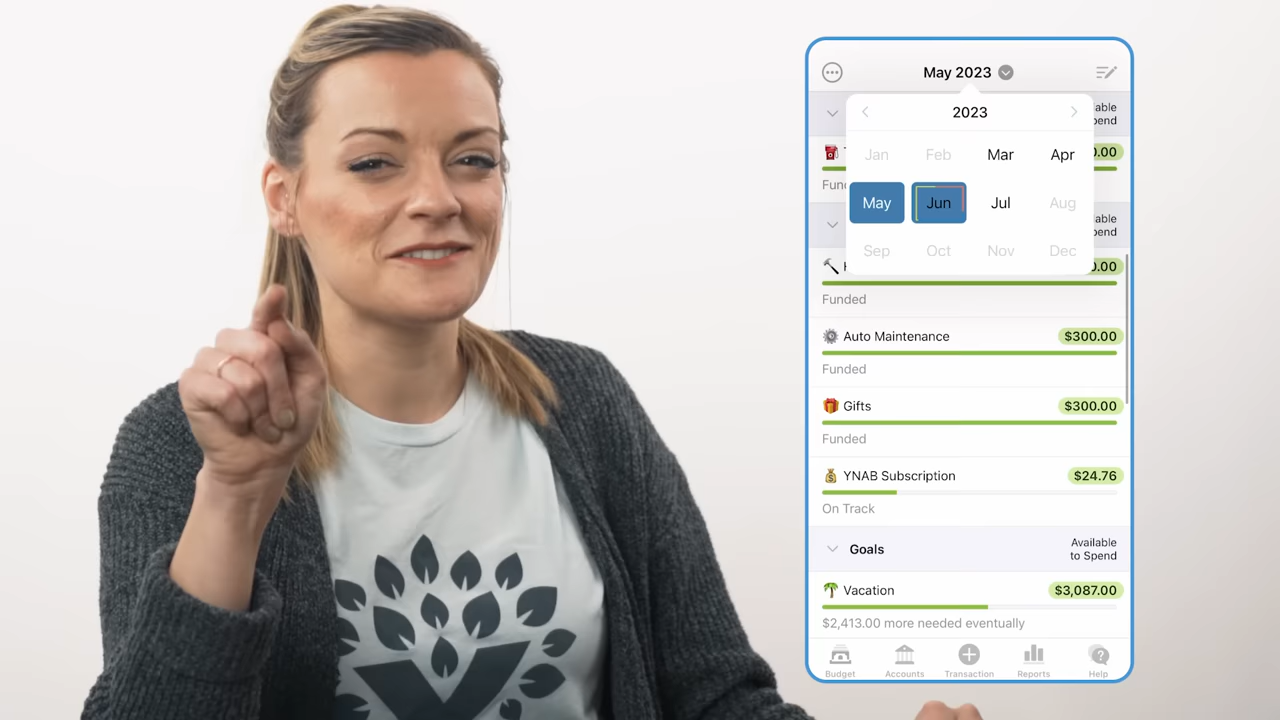 May 2023
2023
Jan Feb Mar Apr
May Jun Jul Aug
Sep Oct Nov Dec
Funded
Auto Maintenance $300.00
Funded
Gifts $300.00
Funded
YNAB Subscription $24.76
On Track
Goals Available
to Spend
Vacation $3,087.00
$2,413.00 more needed eventually
Budget Accounts Transaction Reports Help